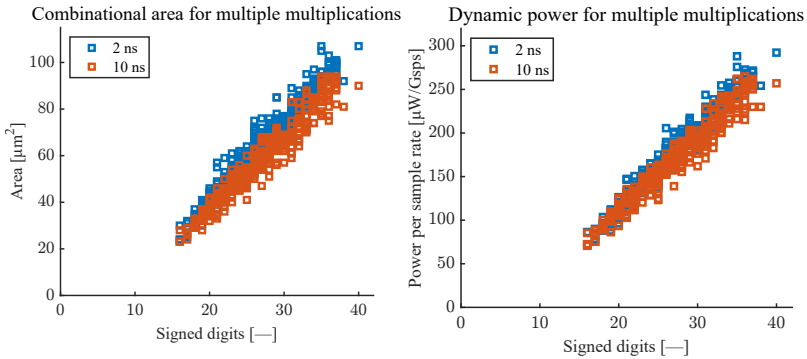 Combinational area for multiple multiplications
2 ns
10 ns
Area [µm²]
100
80
60
40
20
0
0 10 20 30 40
Signed digits [—]
Dynamic power for multiple multiplications
2 ns
10 ns
Power per sample rate [µW/Gsps]
300
250
200
150
100
50
0
0 10 20 30 40
Signed digits [—]